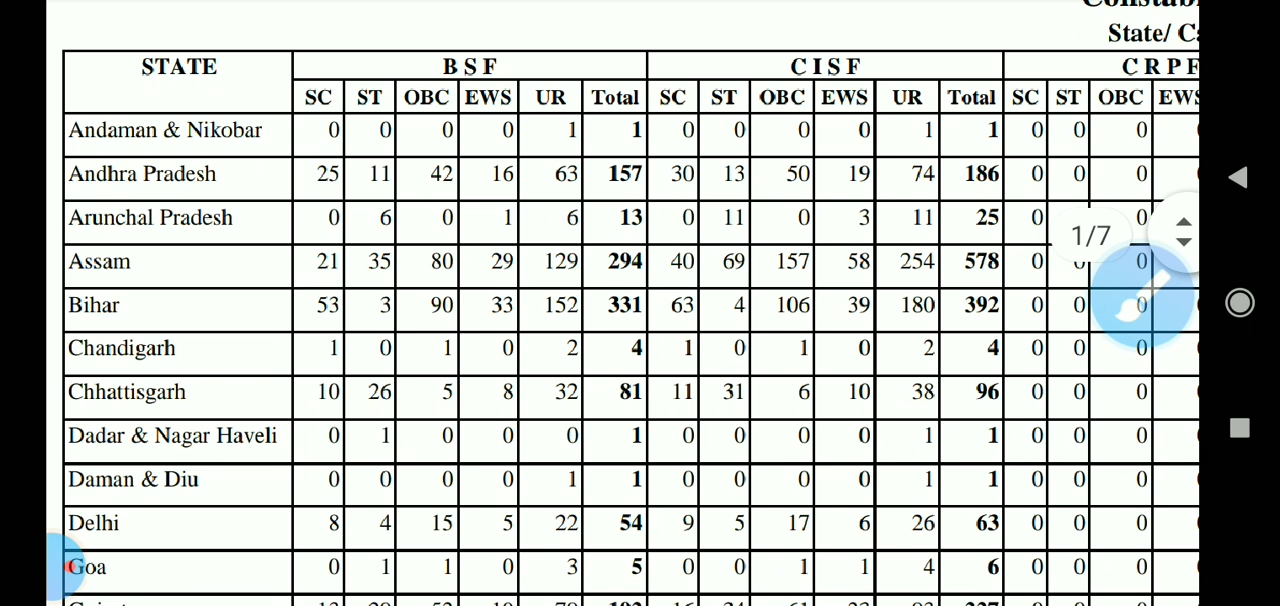 State/
STATE B S F C I S F C R P F
SC ST OBC EWS UR Total SC ST OBC EWS UR Total SC ST OBC EWS
Andaman & Nikobar 0 0 0 0 1 1 0 0 0 0 1 1 0 0 0
Andhra Pradesh 25 11 42 16 63 157 30 13 50 19 74 186 0 0 0
Arunchal Pradesh 0 6 0 1 6 13 0 11 0 3 11 25 0 0
1/7
Assam 21 35 80 29 129 294 40 69 157 58 254 578 0 0 0
Bihar 53 3 90 33 152 331 63 4 106 39 180 392 0 0 0
Chandigarh 1 0 1 0 2 4 1 0 1 0 2 4 0 0 0
Chhattisgarh 10 26 5 8 32 81 11 31 6 10 38 96 0 0 0
Dadar & Nagar Haveli 0 1 0 0 0 1 0 0 0 0 1 1 0 0 0
Daman & Diu 0 0 0 0 1 1 0 0 0 0 1 1 0 0 0
Delhi 8 4 15 5 22 54 9 5 17 6 26 63 0 0 0
Goa 0 1 1 0 3 5 0 0 1 1 4 6 0 0 0